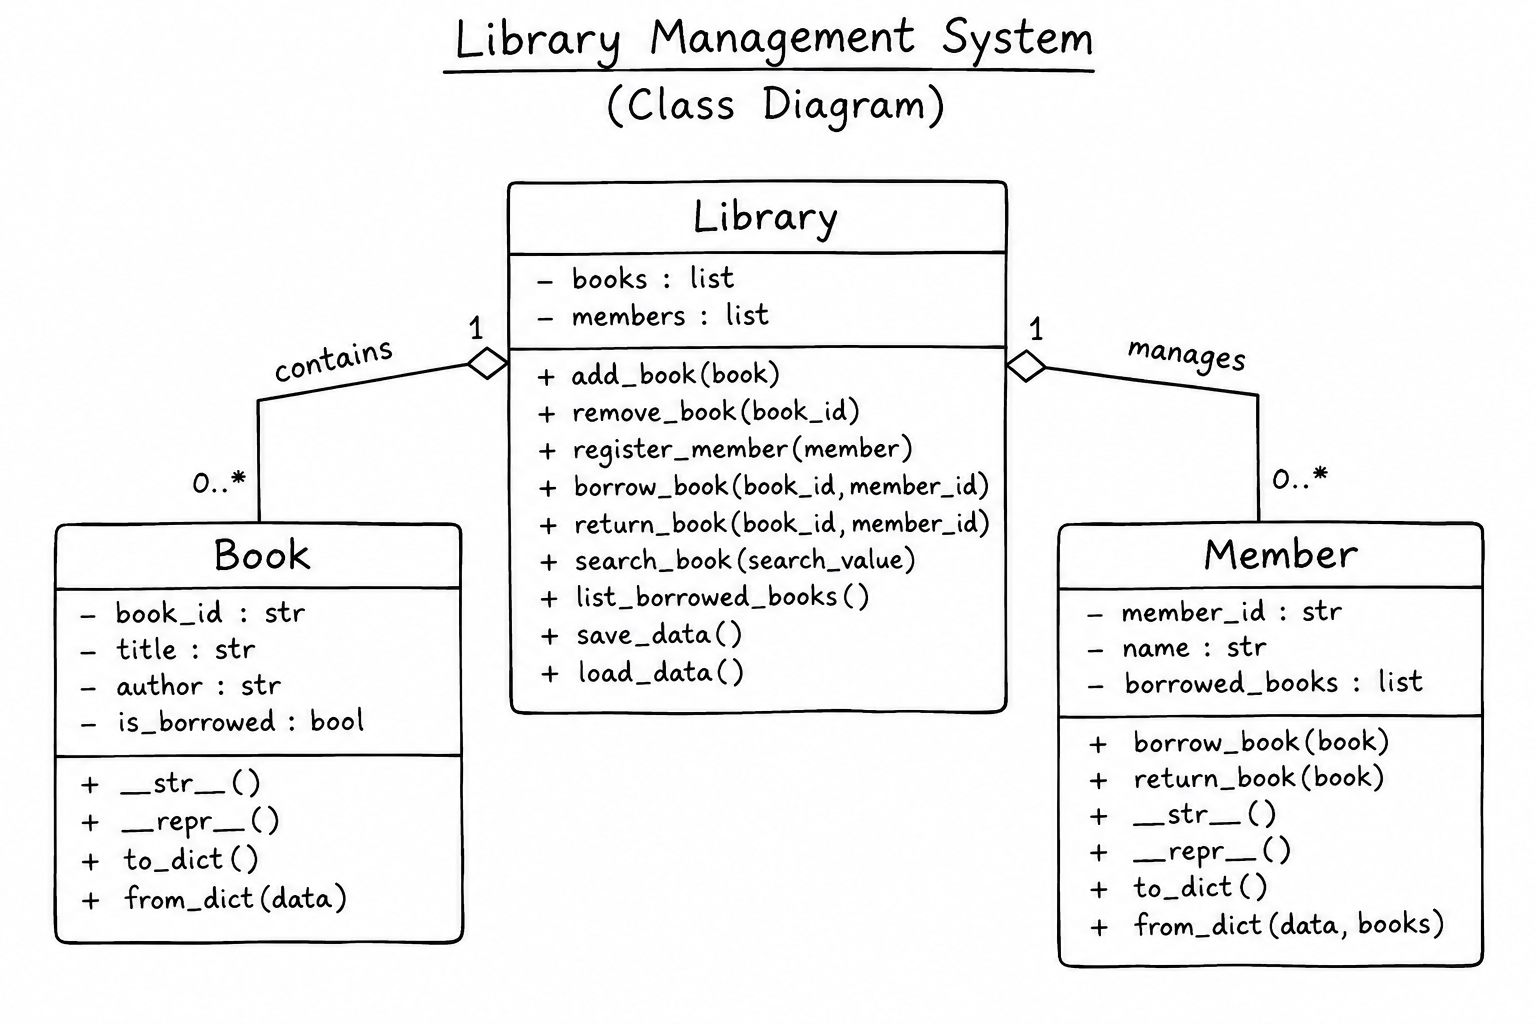 Library Management System
(Class Diagram)
Library
- books : list
- members : list
+ add_book(book)
+ remove_book(book_id)
+ register_member(member)
+ borrow_book(book_id, member_id)
+ return_book(book_id, member_id)
+ search_book(search_value)
+ list_borrowed_books()
+ save_data()
+ load_data()
1
contains
0..*
1
manages
0..*
Book
- book_id : str
- title : str
- author : str
- is_borrowed : bool
+ __str__()
+ __repr__()
+ to_dict()
+ from_dict(data)
Member
- member_id : str
- name : str
- borrowed_books : list
+ borrow_book(book)
+ return_book(book)
+ __str__()
+ __repr__()
+ to_dict()
+ from_dict(data, books)